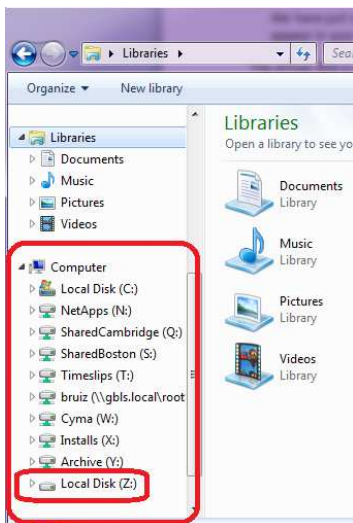 Libraries
Organize
New library
Libraries
Documents
Music
Pictures
Videos
Computer
Local Disk (C:)
NetApps (N:)
SharedCambridge (Q:)
SharedBoston (S:)
Timeslips (T:)
bruiz (\\gbls.local\root
Cyma (W:)
Installs (X:)
Archive (Y:)
Local Disk (Z:)
Libraries
Open a library to see yo
Documents
Library
Music
Library
Pictures
Library
Videos
Library